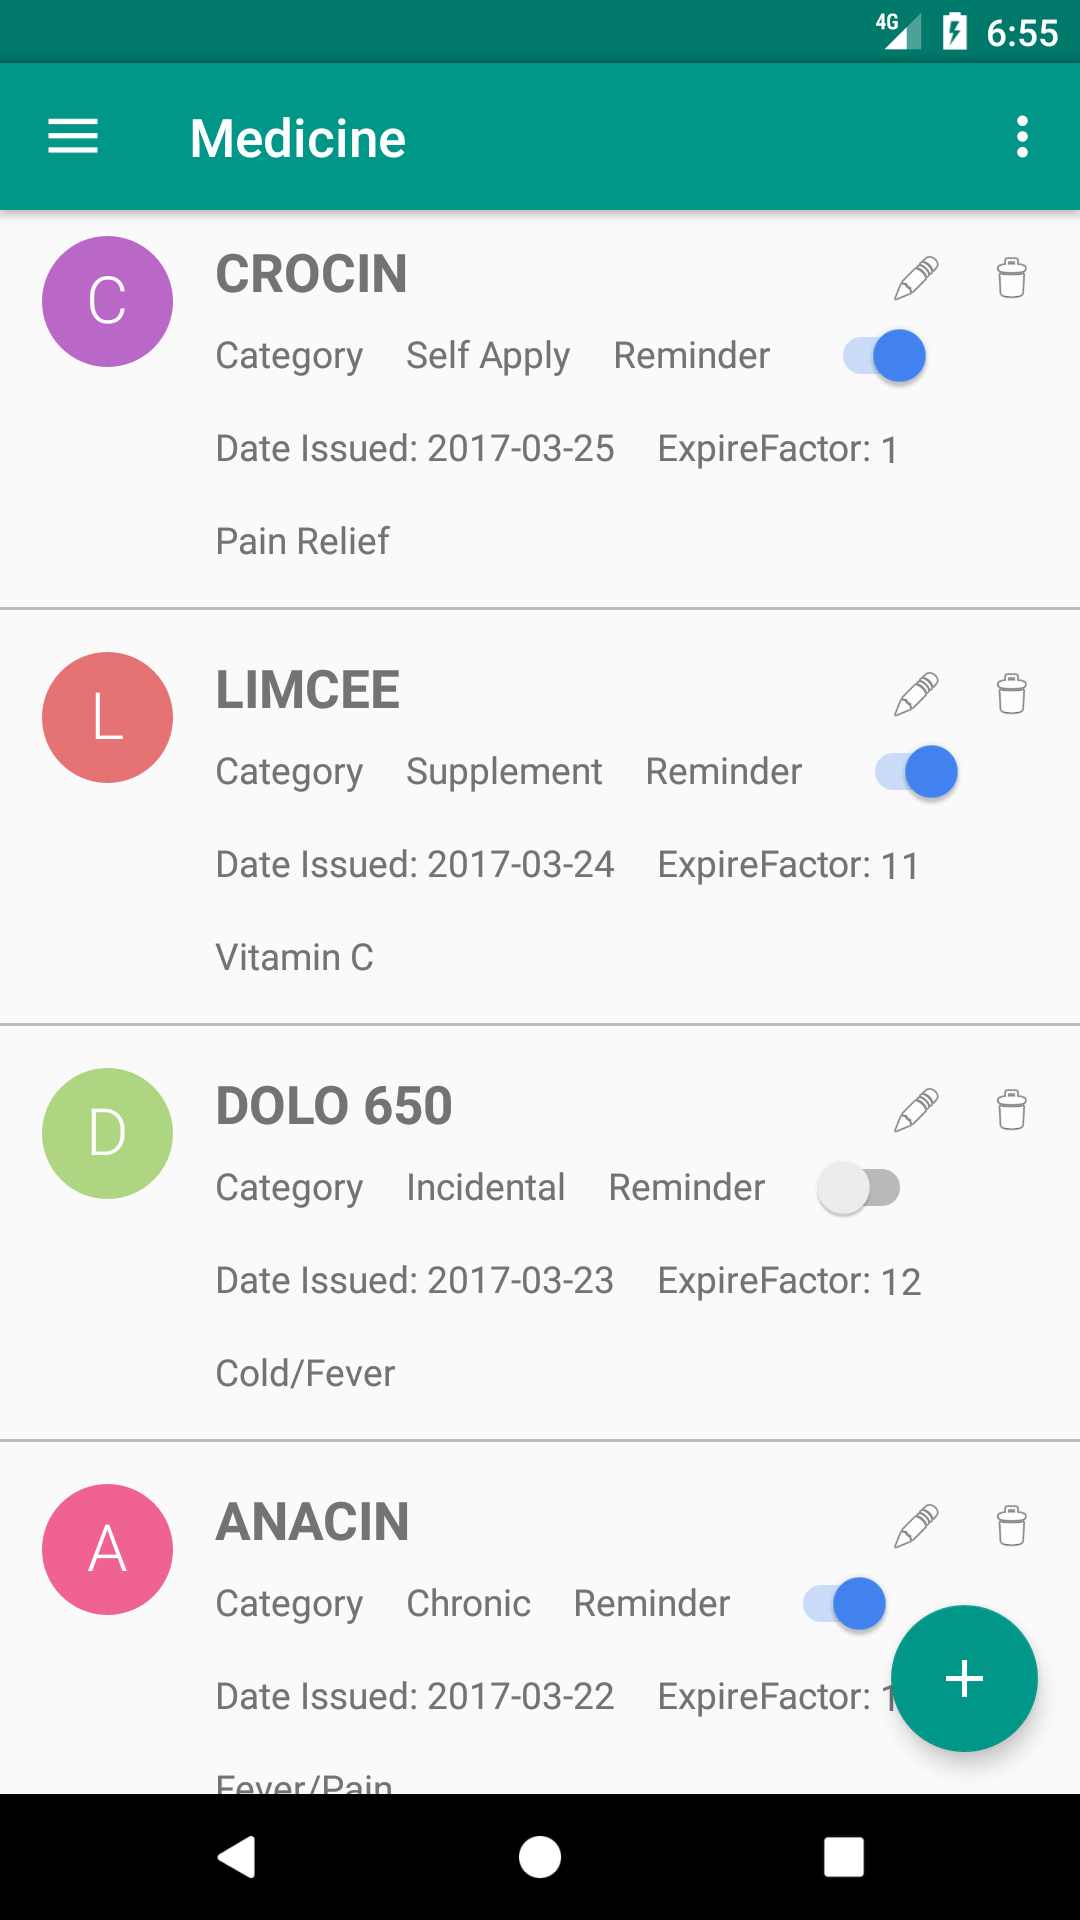 4G 6:55
Medicine
C CROCIN
Category Self Apply Reminder
Date Issued: 2017-03-25 ExpireFactor: 1
Pain Relief
L LIMCEE
Category Supplement Reminder
Date Issued: 2017-03-24 ExpireFactor: 11
Vitamin C
D DOLO 650
Category Incidental Reminder
Date Issued: 2017-03-23 ExpireFactor: 12
Cold/Fever
A ANACIN
Category Chronic Reminder
Date Issued: 2017-03-22 ExpireFactor:
Fever/Pain